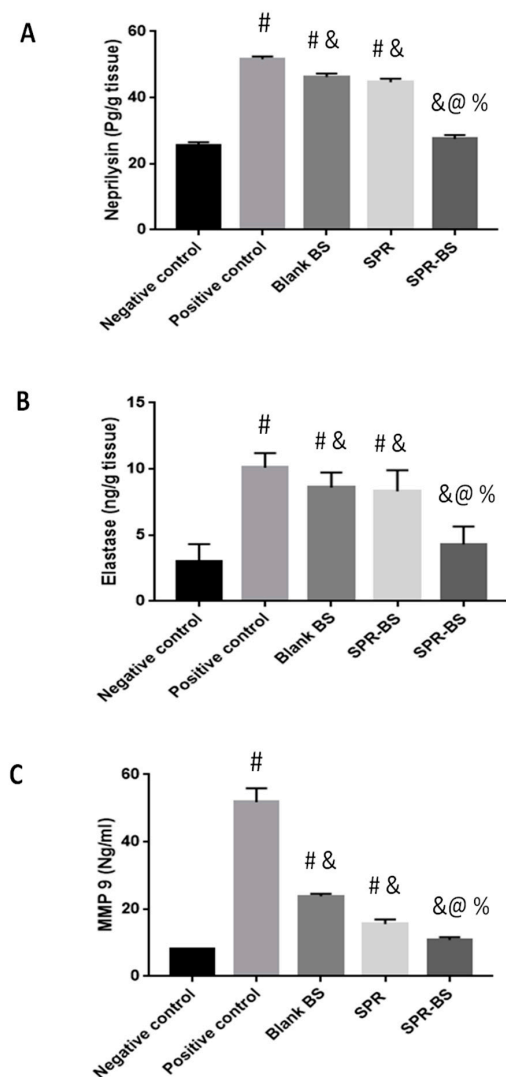 A
Neprilysin (Pg/g tissue)
60
40
20
0
#
# &
# &
&@ %
Negative control
Positive control
Blank BS
SPR
SPR-BS
B
Elastase (ng/g tissue)
15
10
5
0
#
# &
# &
&@ %
Negative control
Positive control
Blank BS
SPR-BS
SPR-BS
C
MMP 9 (Ng/ml)
60
40
20
0
#
# &
# &
&@ %
Negative control
Positive control
Blank BS
SPR
SPR-BS